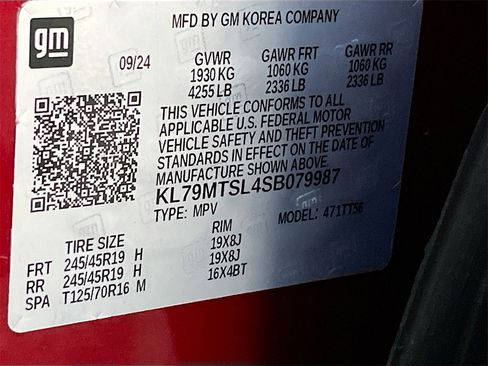 gm
MFD BY GM KOREA COMPANY
09/24 GVWR GAWR FRT GAWR RR
1930 KG 1060 KG 1060 KG
4255 LB 2336 LB 2336 LB
THIS VEHICLE CONFORMS TO ALL
APPLICABLE U.S. FEDERAL MOTOR
VEHICLE SAFETY AND THEFT PREVENTION
STANDARDS IN EFFECT ON THE DATE OF
MANUFACTURE SHOWN ABOVE.
KL79MTSL4SB079987
TYPE: MPV MODEL: 471TT56
TIRE SIZE RIM
FRT 245/45R19 H 19X8J
RR 245/45R19 H 19X8J
SPA T125/70R16 M 16X4BT